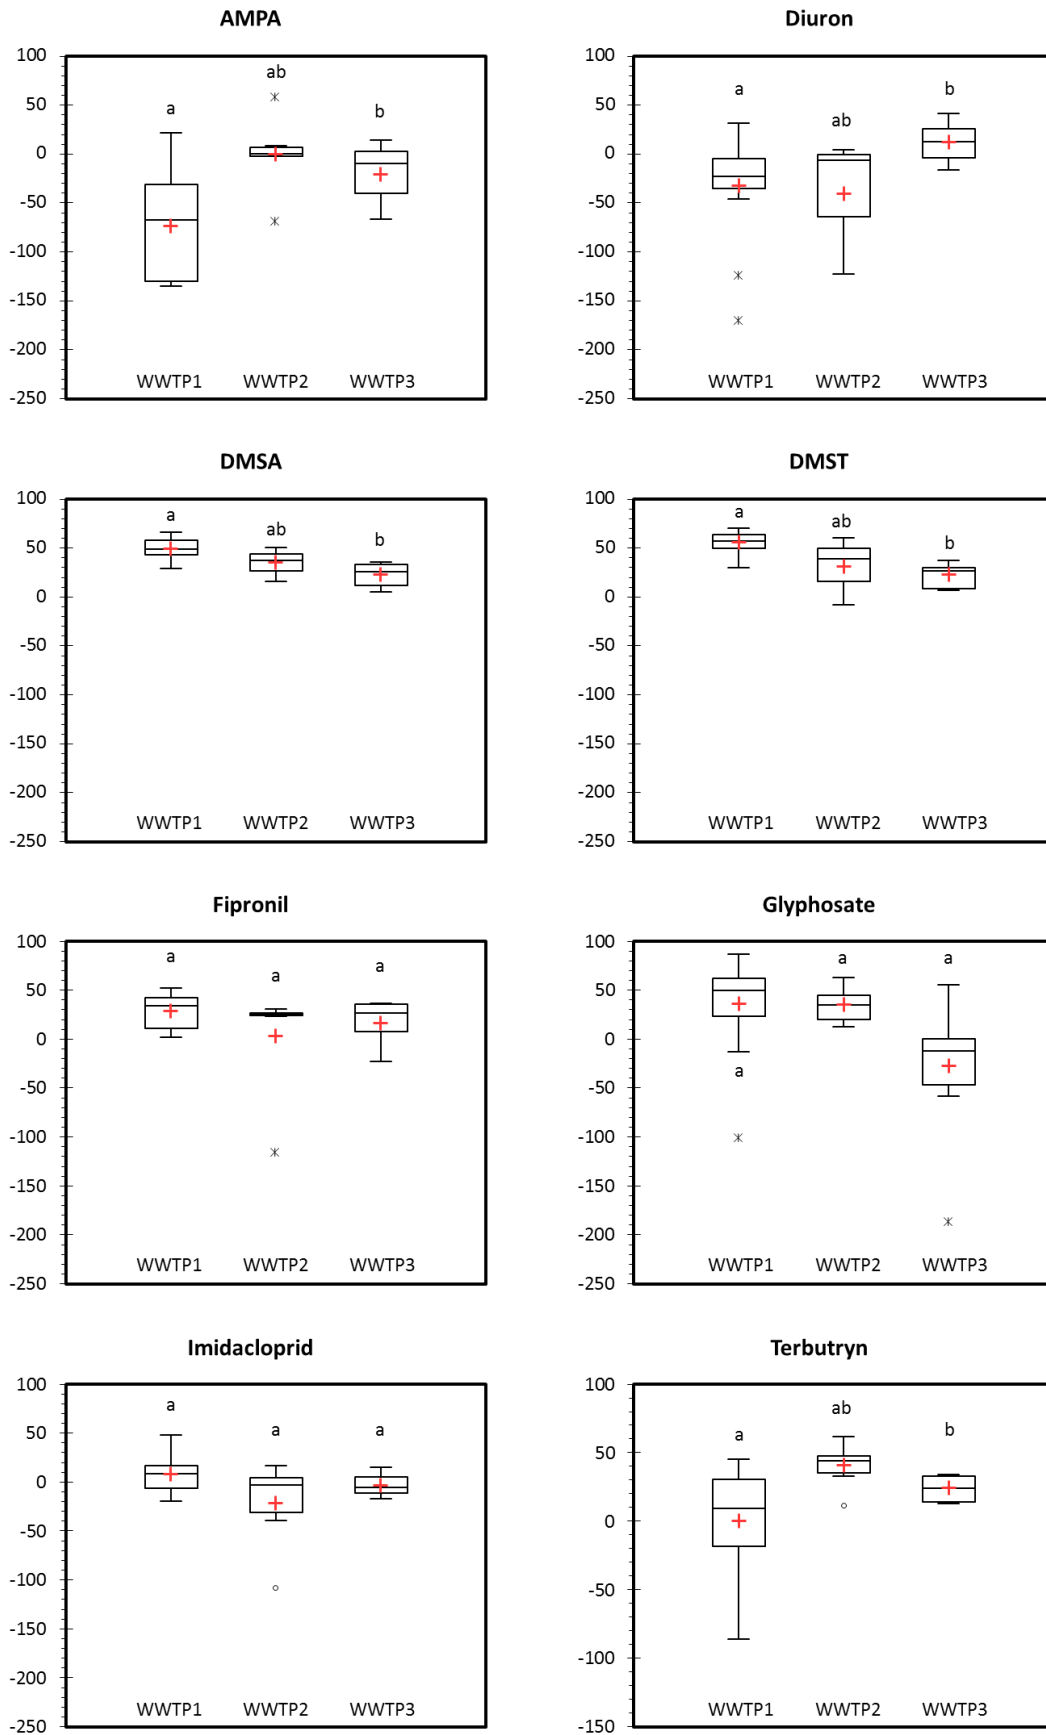 AMPA
100
50
0
-50
-100
-150
-200
-250
a
ab
b
WWTP1
WWTP2
WWTP3
Diuron
100
50
0
-50
-100
-150
-200
-250
a
ab
b
WWTP1
WWTP2
WWTP3
DMSA
100
50
0
-50
-100
-150
-200
-250
a
ab
b
WWTP1
WWTP2
WWTP3
DMST
100
50
0
-50
-100
-150
-200
-250
a
ab
b
WWTP1
WWTP2
WWTP3
Fipronil
100
50
0
-50
-100
-150
-200
-250
a
a
a
WWTP1
WWTP2
WWTP3
Glyphosate
100
50
0
-50
-100
-150
-200
-250
a
a
a
WWTP1
WWTP2
WWTP3
Imidacloprid
100
50
0
-50
-100
-150
-200
-250
a
a
a
WWTP1
WWTP2
WWTP3
Terbutryn
100
50
0
-50
-100
-150
a
ab
b
WWTP1
WWTP2
WWTP3